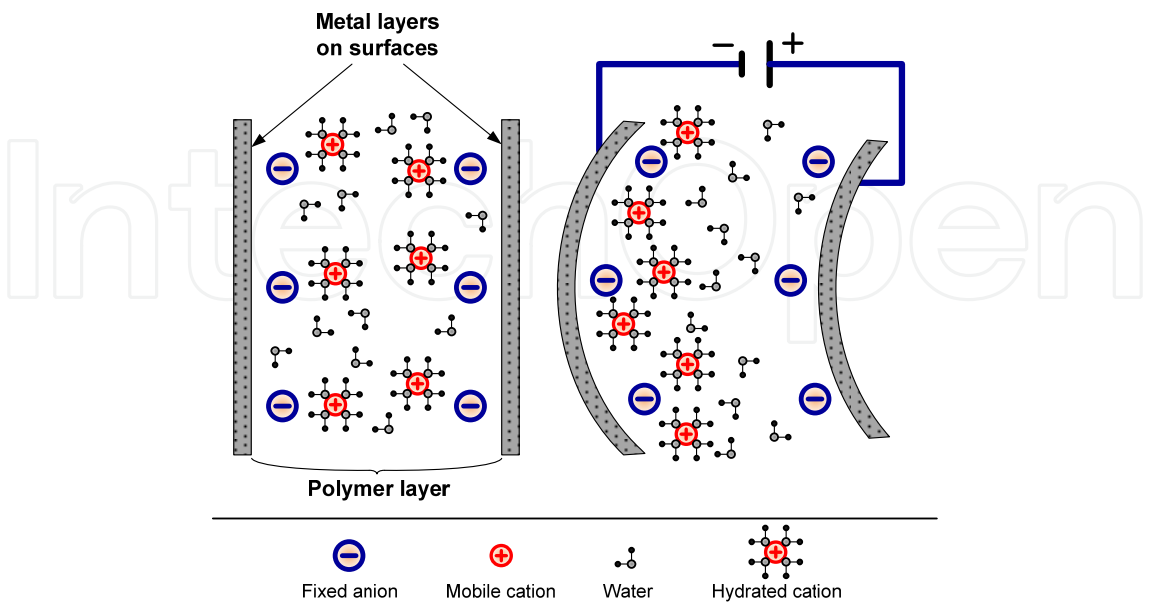 Metal layers
on surfaces
− +
IntechOpen
Polymer layer
Fixed anion
Mobile cation
Water
Hydrated cation